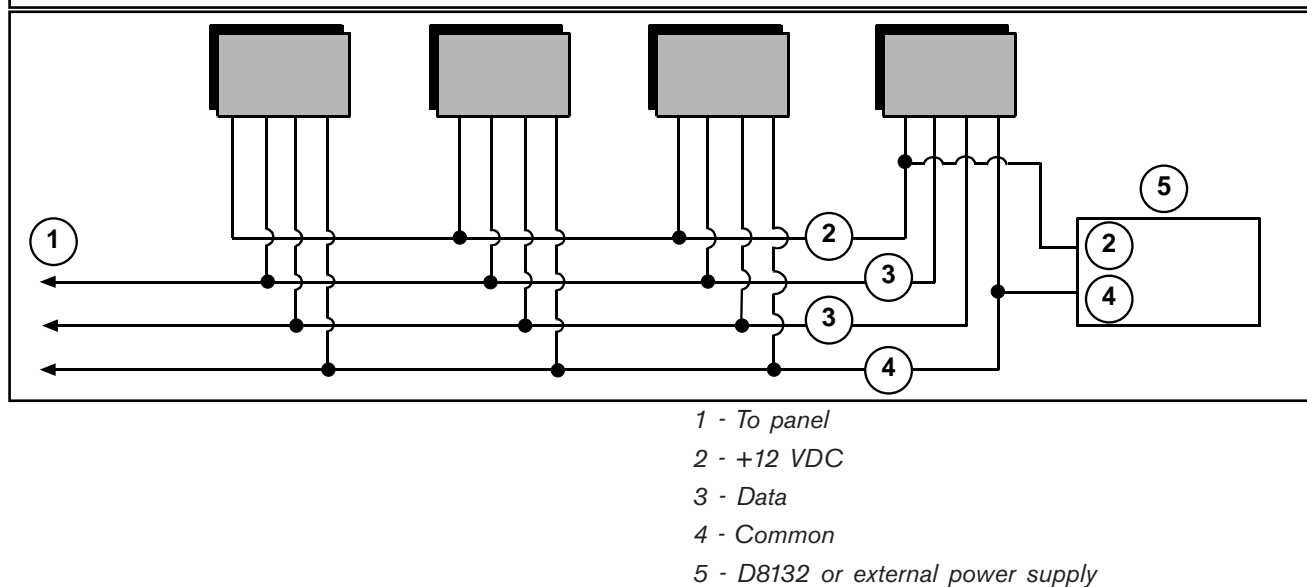 5
1
2
2
3
4
3
4
1 - To panel
2 - +12 VDC
3 - Data
4 - Common
5 - D8132 or external power supply